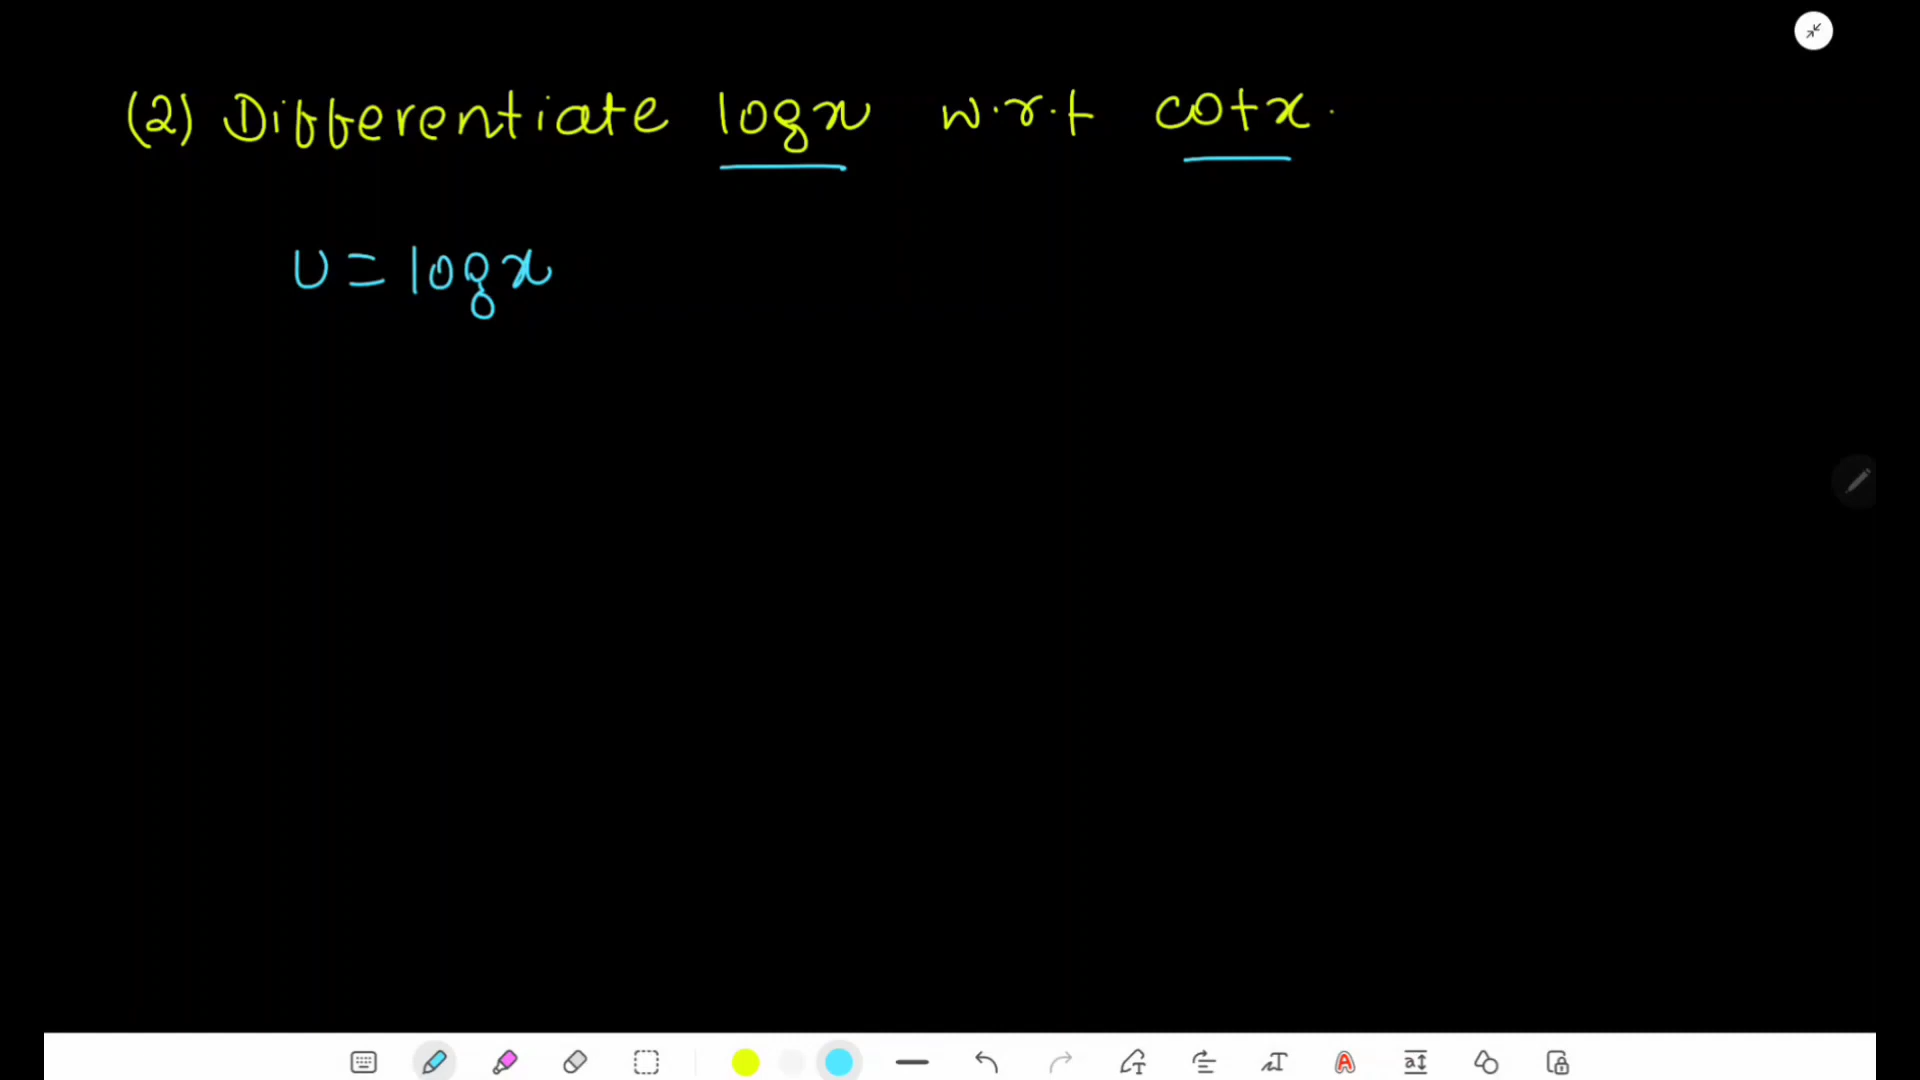 (2) Differentiate logx w.r.t cotx.
U = logx